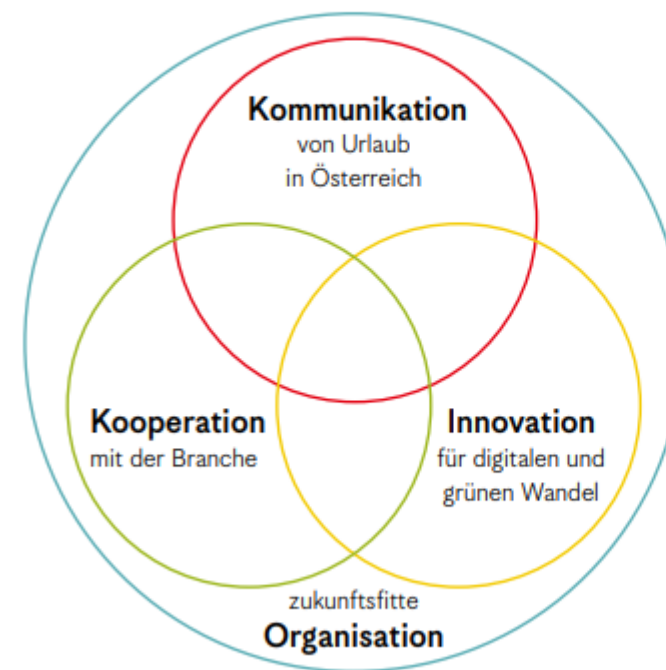 Kommunikation
von Urlaub
in Österreich
Kooperation
mit der Branche
Innovation
für digitalen und
grünen Wandel
zukunftsfitte
Organisation